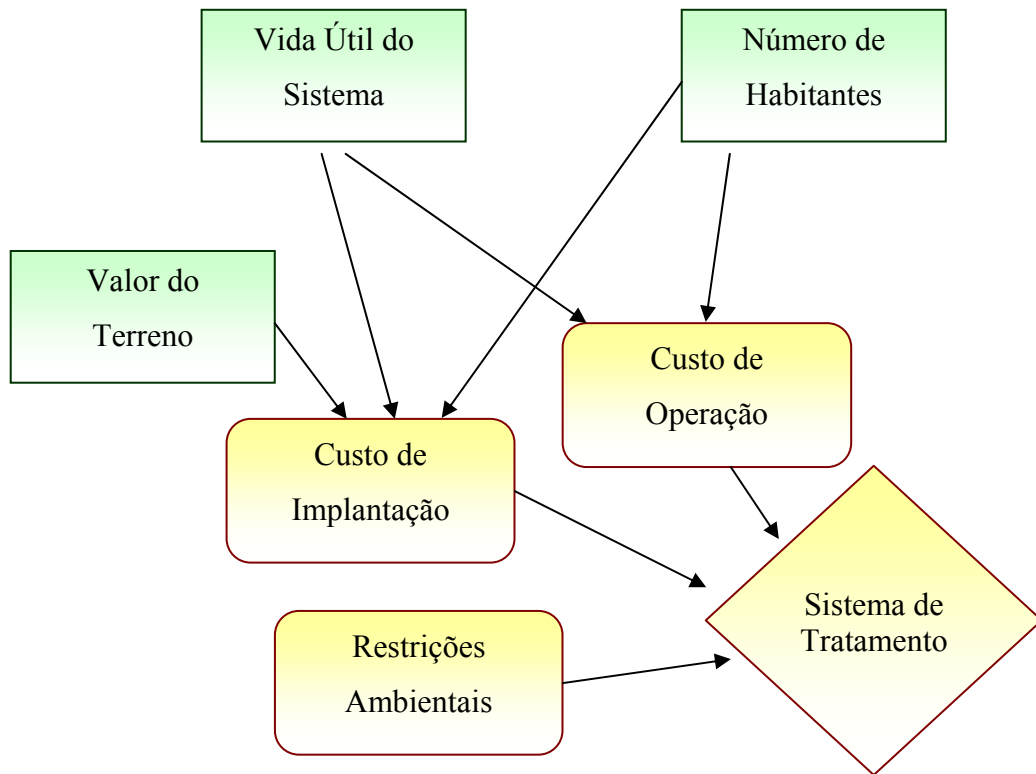 Vida Útil do
Sistema
Número de
Habitantes
Valor do
Terreno
Custo de
Operação
Custo de
Implantação
Sistema de
Tratamento
Restrições
Ambientais